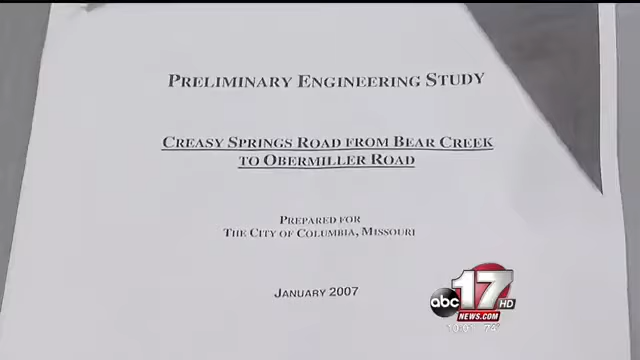 PRELIMINARY ENGINEERING STUDY
CREASY SPRINGS ROAD FROM BEAR CREEK
TO OBERMILLER ROAD
PREPARED FOR
THE CITY OF COLUMBIA, MISSOURI
JANUARY 2007
abc 17 HD
NEWS.COM
74°